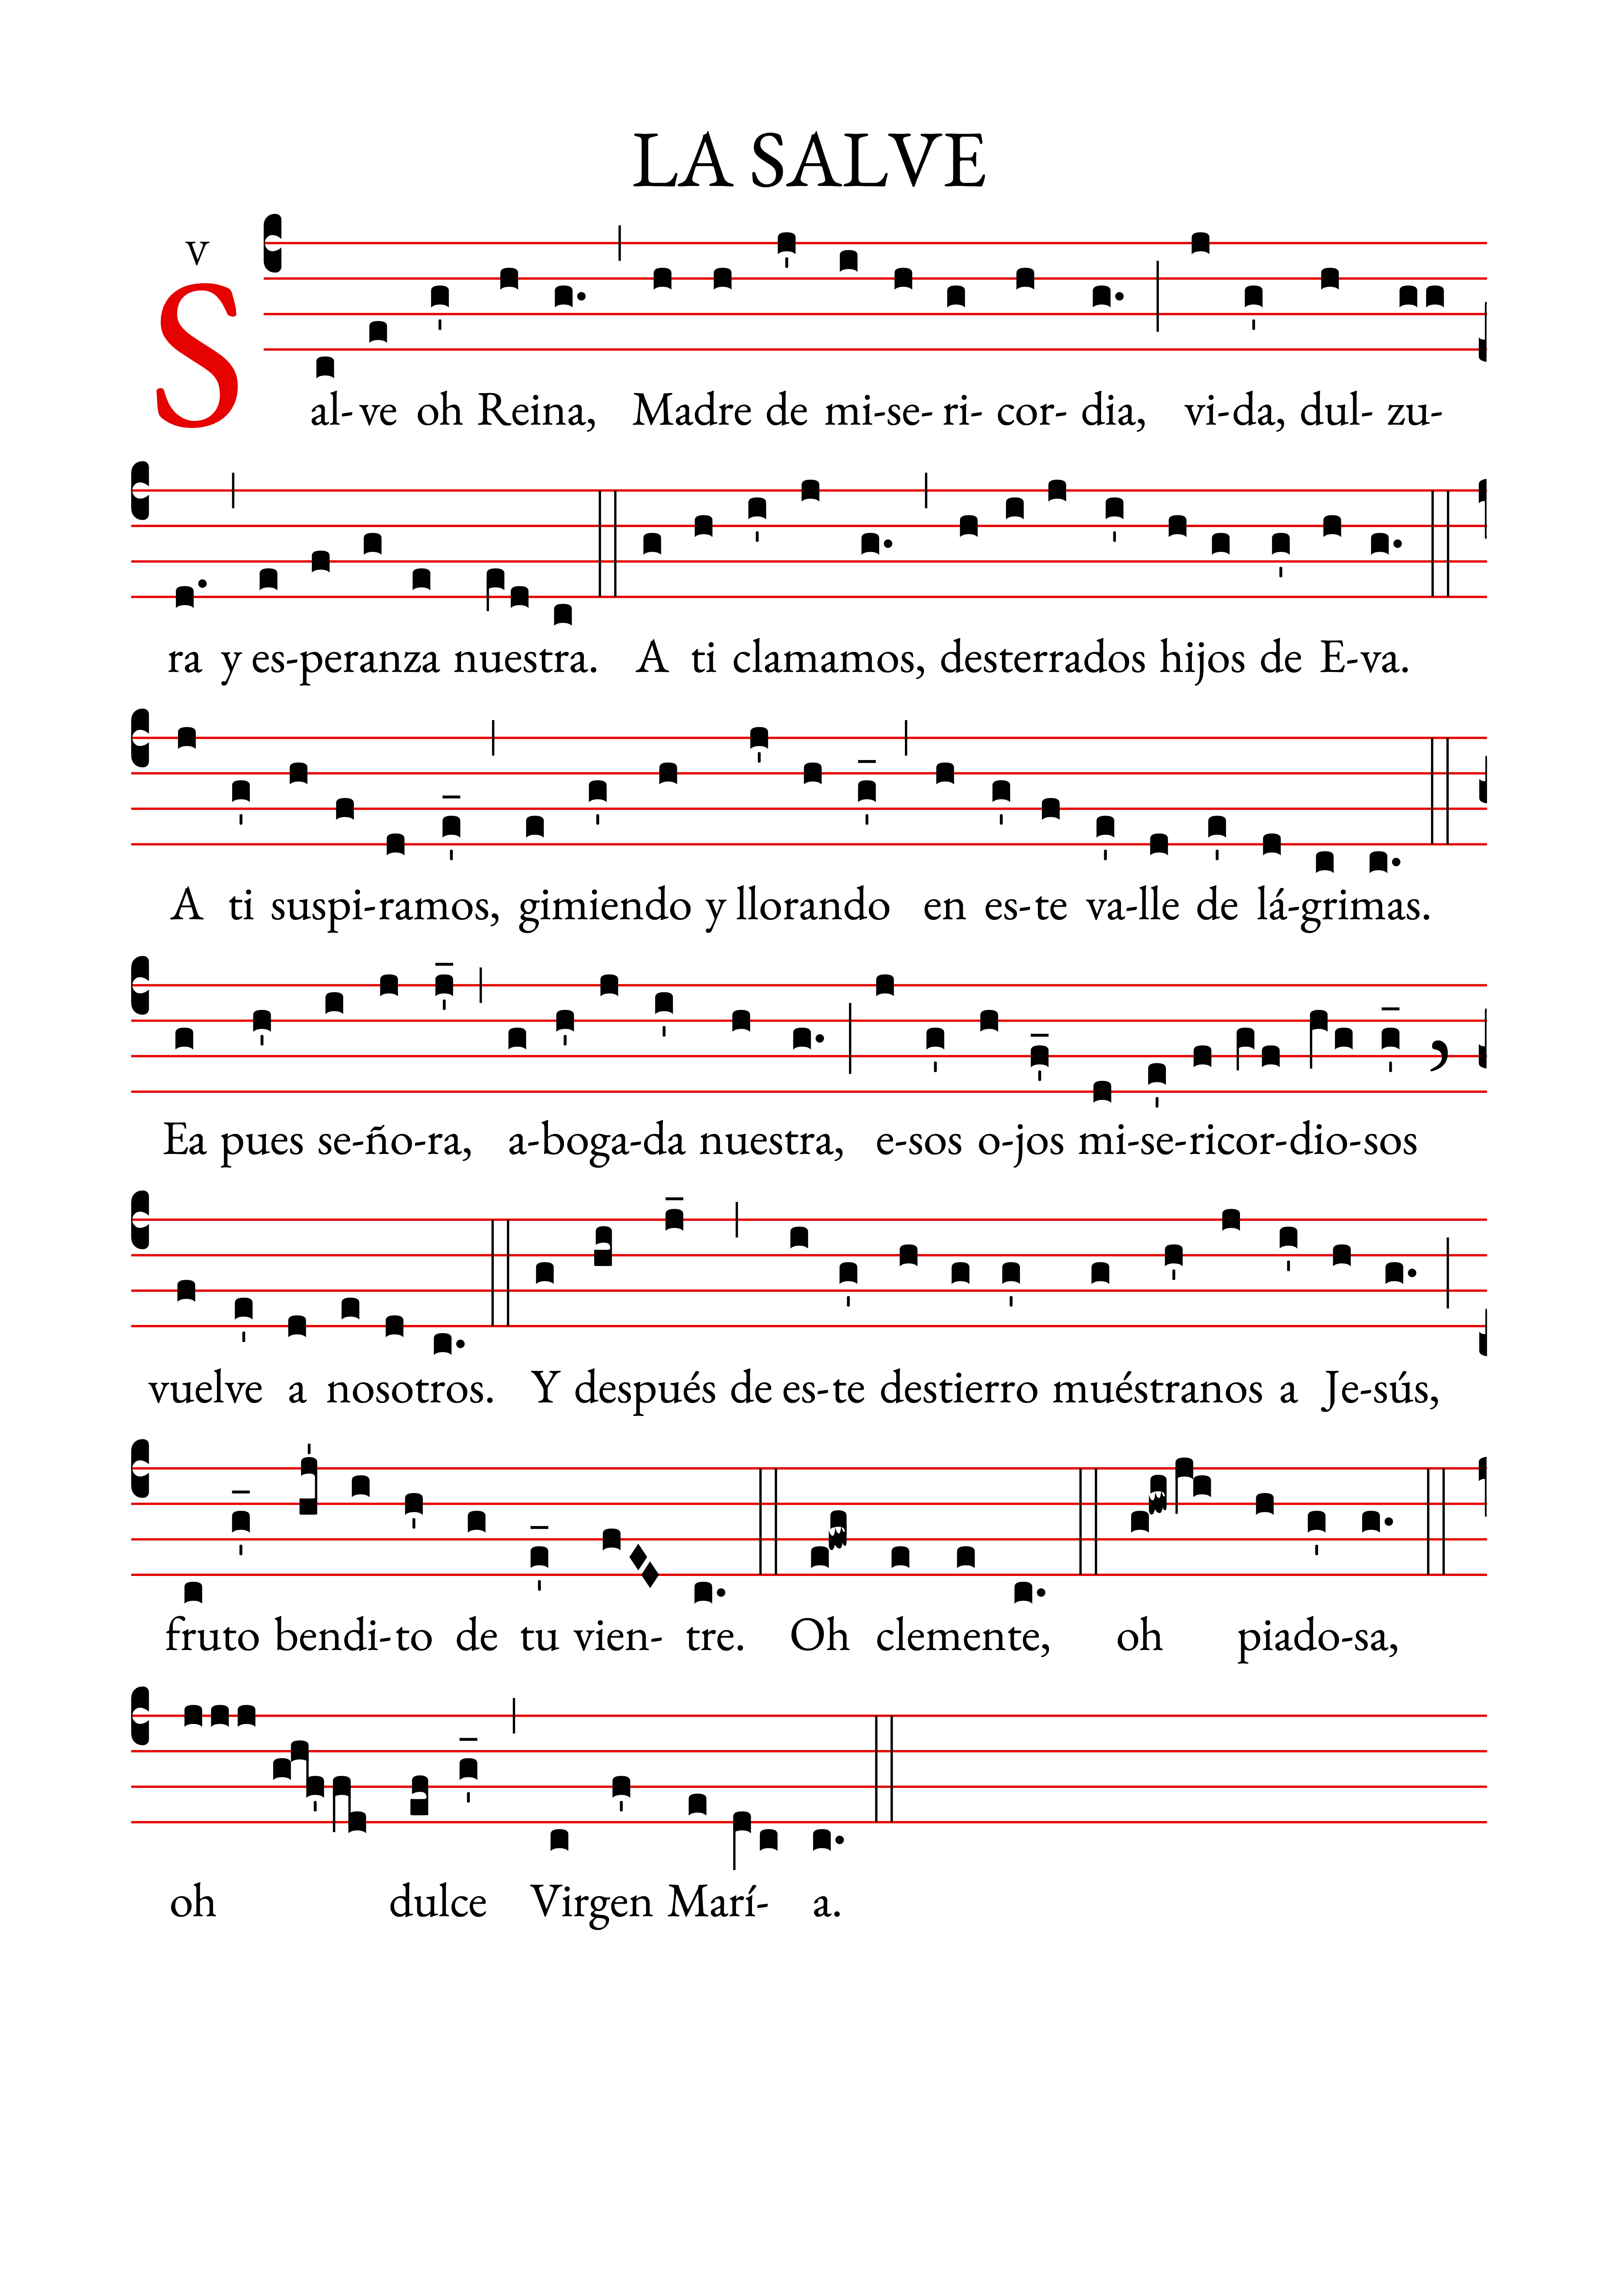 LA SALVE
v
Sal-ve oh Reina, Madre de mi-se-ri-cor-dia, vi-da, dul-zu-
ra y es-peranza nuestra. A ti clamamos, desterrados hijos de E-va.
A ti suspi-ramos, gimiendo y llorando en es-te va-lle de lá-grimas.
Ea pues se-ño-ra, a-boga-da nuestra, e-sos o-jos mi-se-ricor-dio-sos
vuelve a nosotros. Y después de es-te destierro muéstranos a Je-sús,
fruto bendi-to de tu vien-tre. Oh clemente, oh piado-sa,
oh dulce Virgen Marí-a.